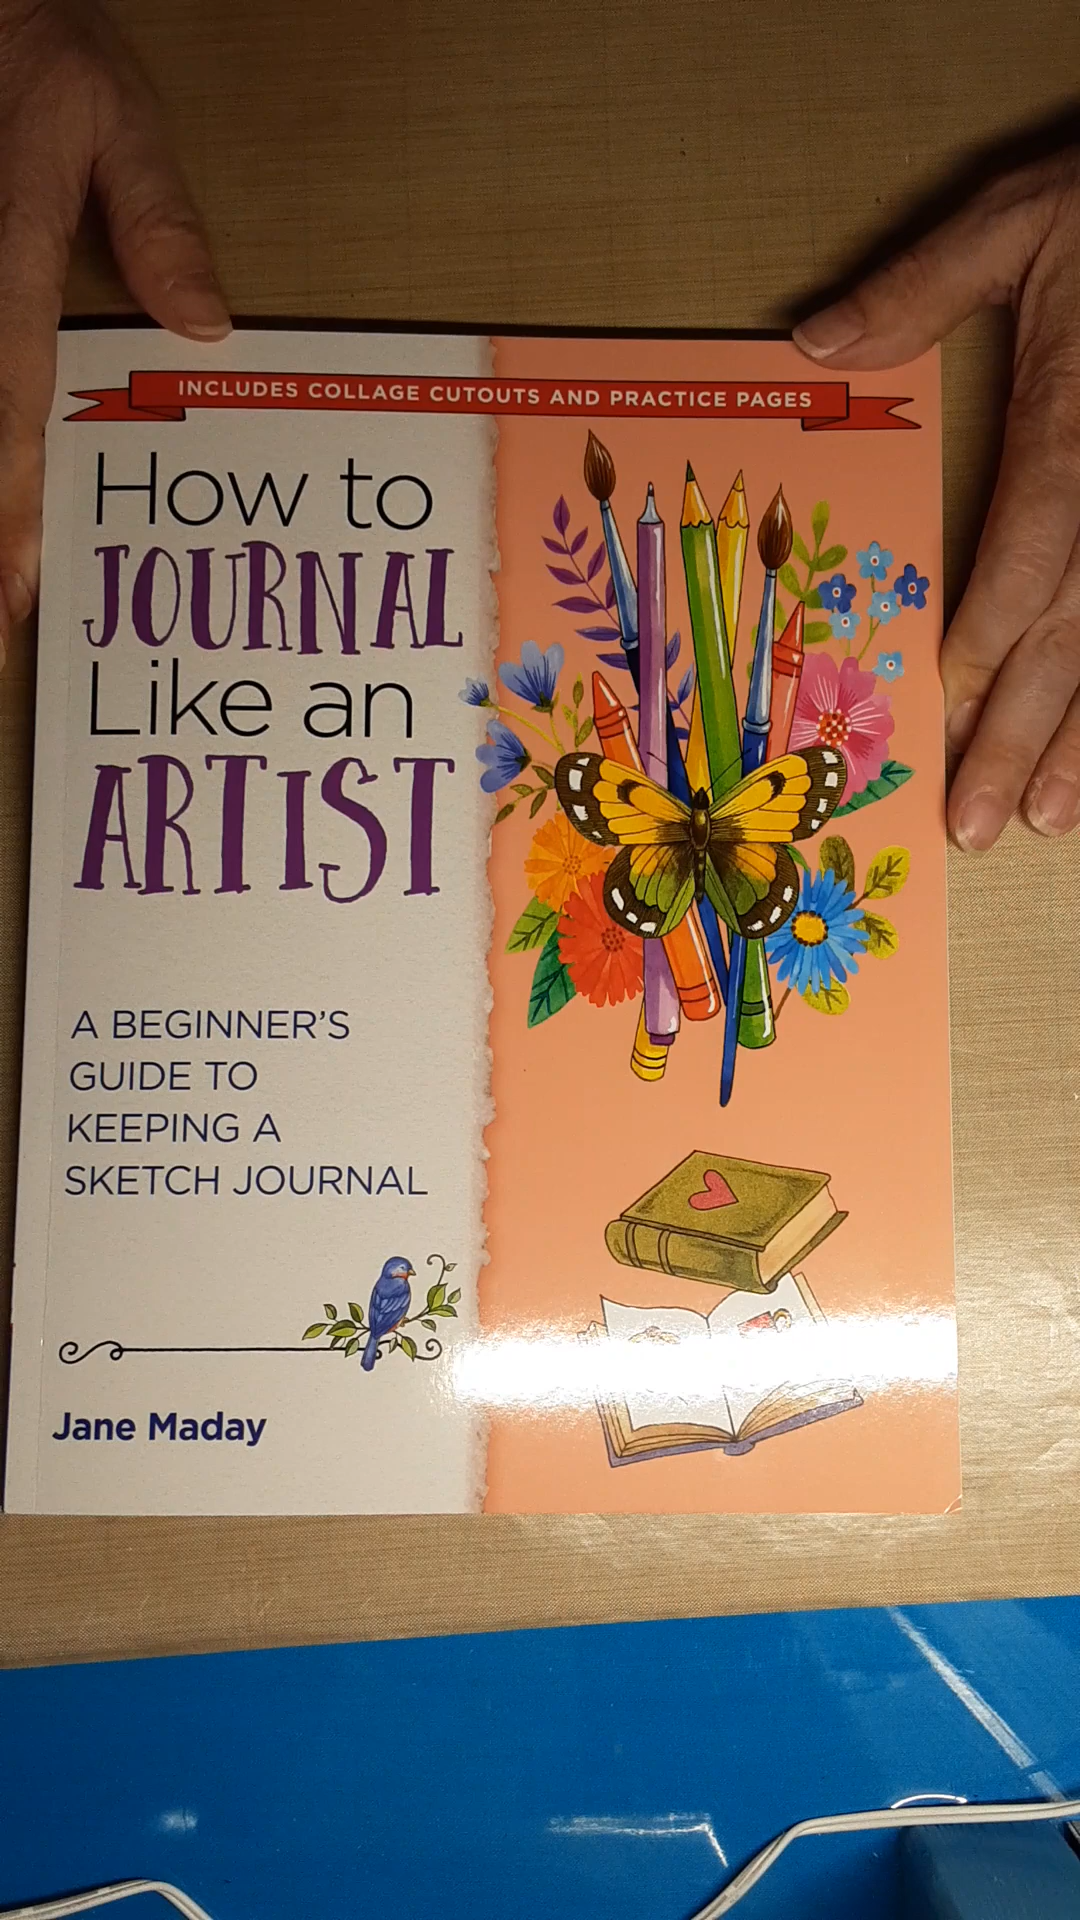 INCLUDES COLLAGE CUTOUTS AND PRACTICE PAGES
How to
JOURNAL
Like an
ARTIST
A BEGINNER'S
GUIDE TO
KEEPING A
SKETCH JOURNAL
Jane Maday